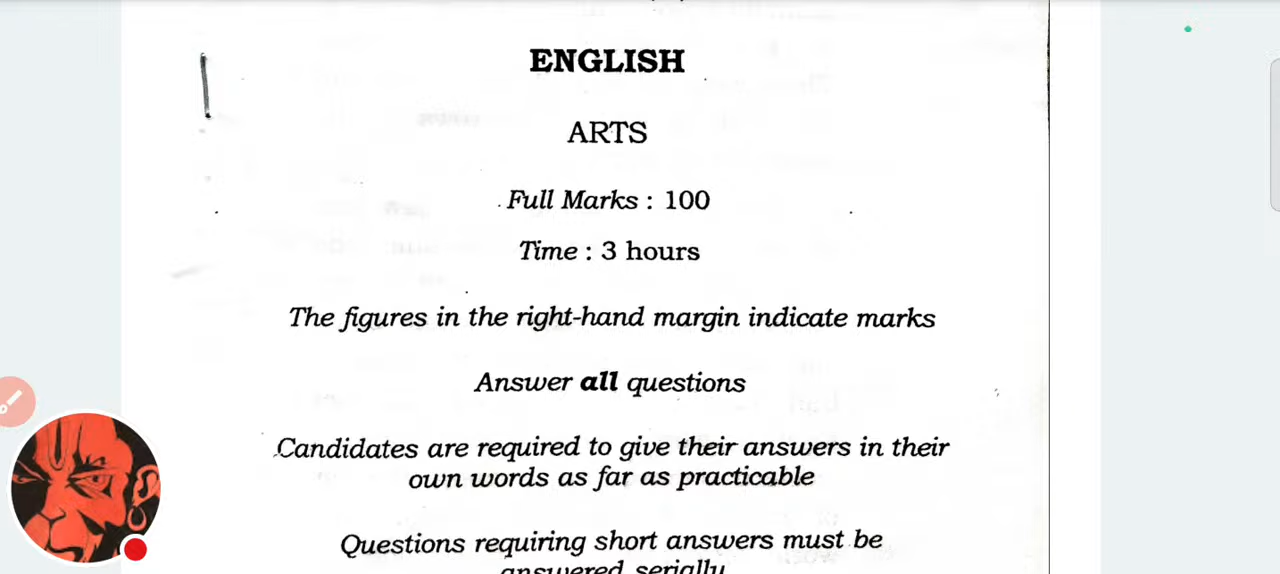 ENGLISH
ARTS
Full Marks : 100
Time : 3 hours
The figures in the right-hand margin indicate marks
Answer all questions
Candidates are required to give their answers in their
own words as far as practicable
Questions requiring short answers must be
answered serially